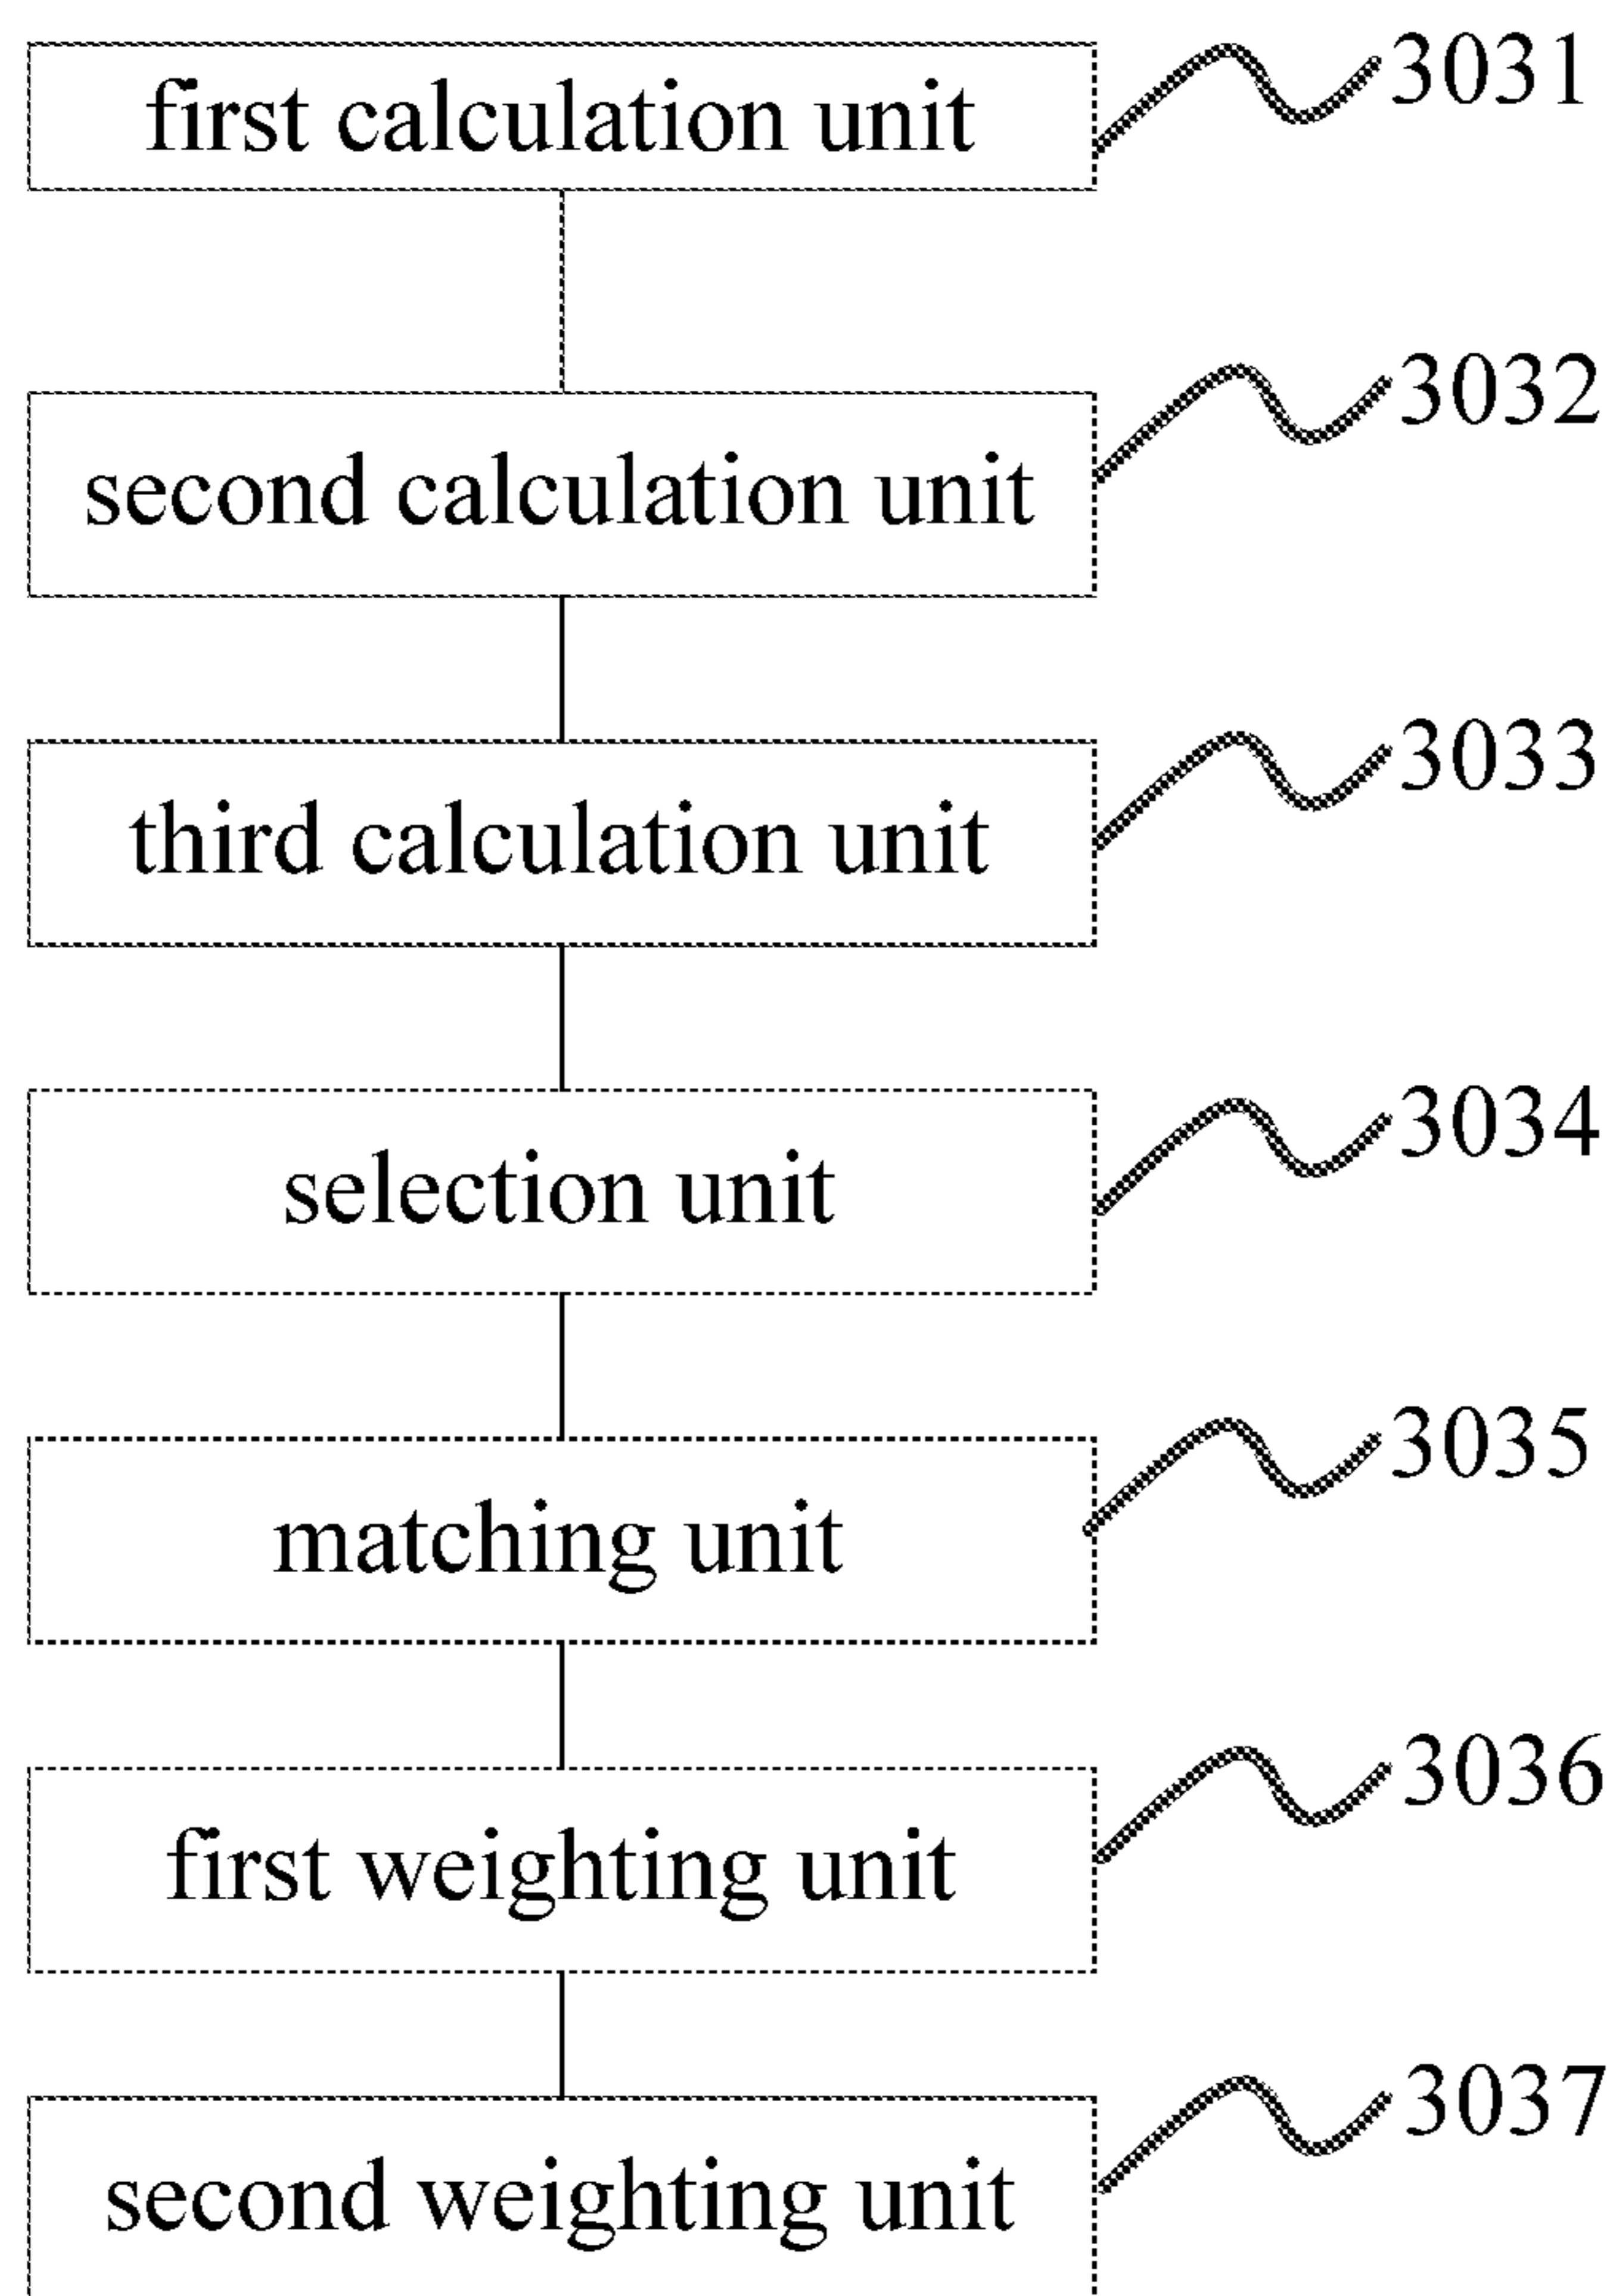 first calculation unit
3031
second calculation unit
3032
third calculation unit
3033
selection unit
3034
matching unit
3035
first weighting unit
3036
second weighting unit
3037